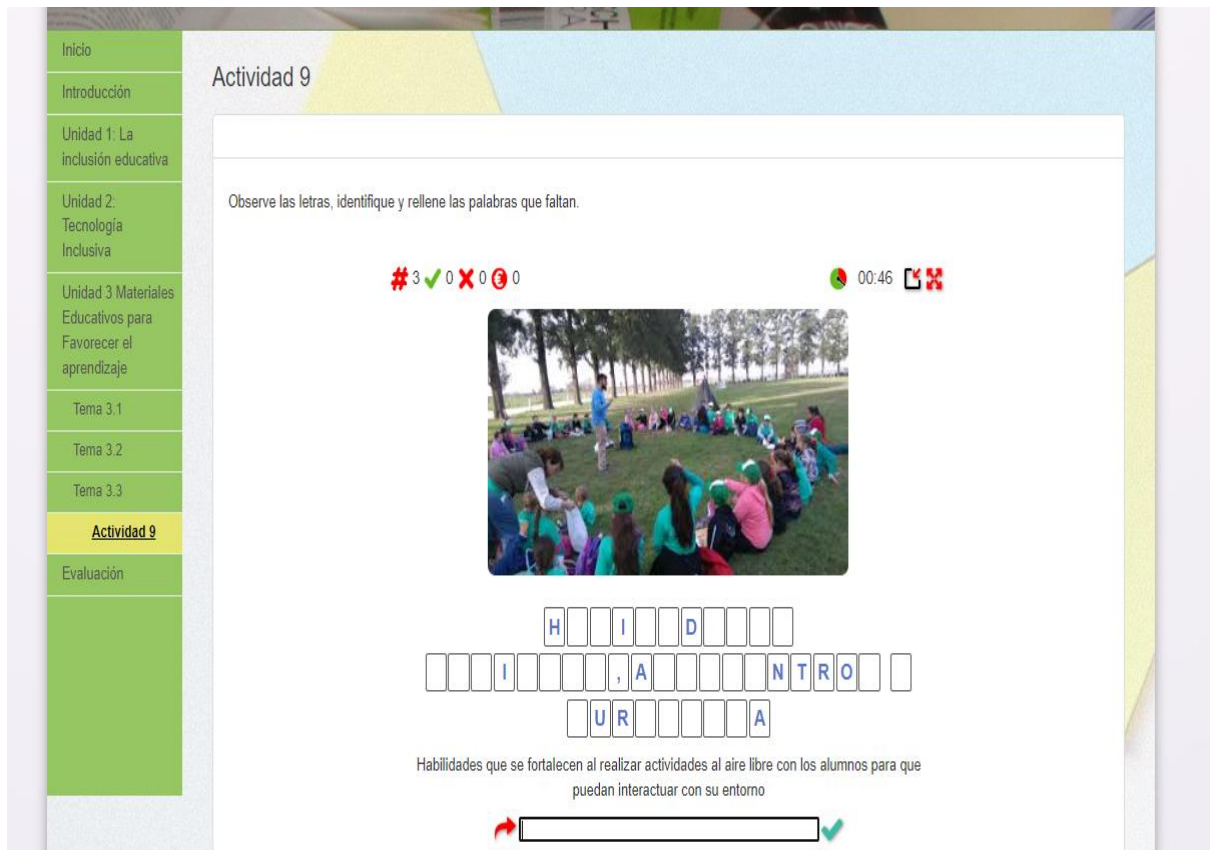 Inicio
Introducción
Unidad 1: La
inclusión educativa
Unidad 2:
Tecnología
Inclusiva
Unidad 3 Materiales
Educativos para
Favorecer el
aprendizaje
Tema 3.1
Tema 3.2
Tema 3.3
Actividad 9
Evaluación
Actividad 9
Observe las letras, identifique y rellene las palabras que faltan.
# 3 0 0 0
00:46
H I D
I , A N T R O
U R A
Habilidades que se fortalecen al realizar actividades al aire libre con los alumnos para que
puedan interactuar con su entorno